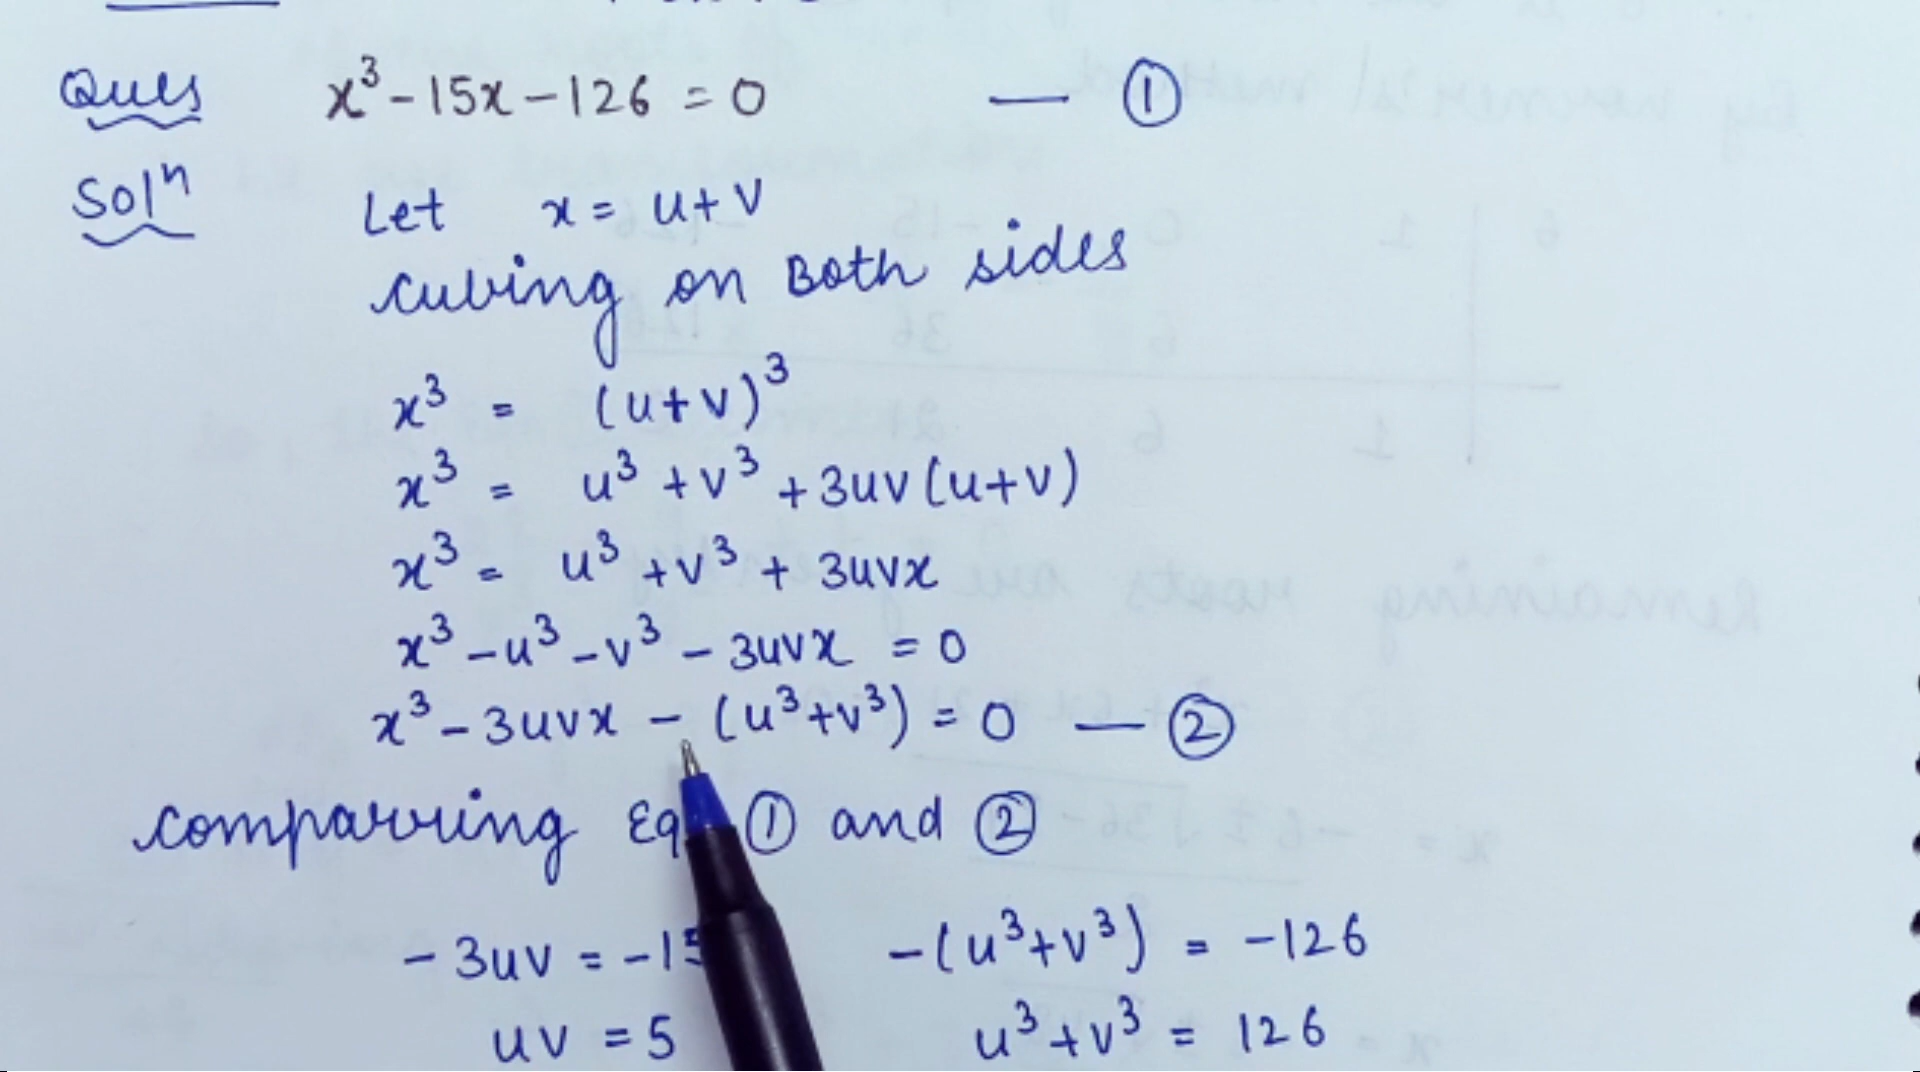 Ques x³ - 15x - 126 = 0 — ①
Solⁿ Let x = u + v
cubing on Both sides
x³ = (u+v)³
x³ = u³ + v³ + 3uv(u+v)
x³ = u³ + v³ + 3uvx
x³ - u³ - v³ - 3uvx = 0
x³ - 3uvx - (u³+v³) = 0 — ②
comparring Eq ① and ②
- 3uv = -15 -(u³+v³) = -126
uv = 5 u³+v³ = 126